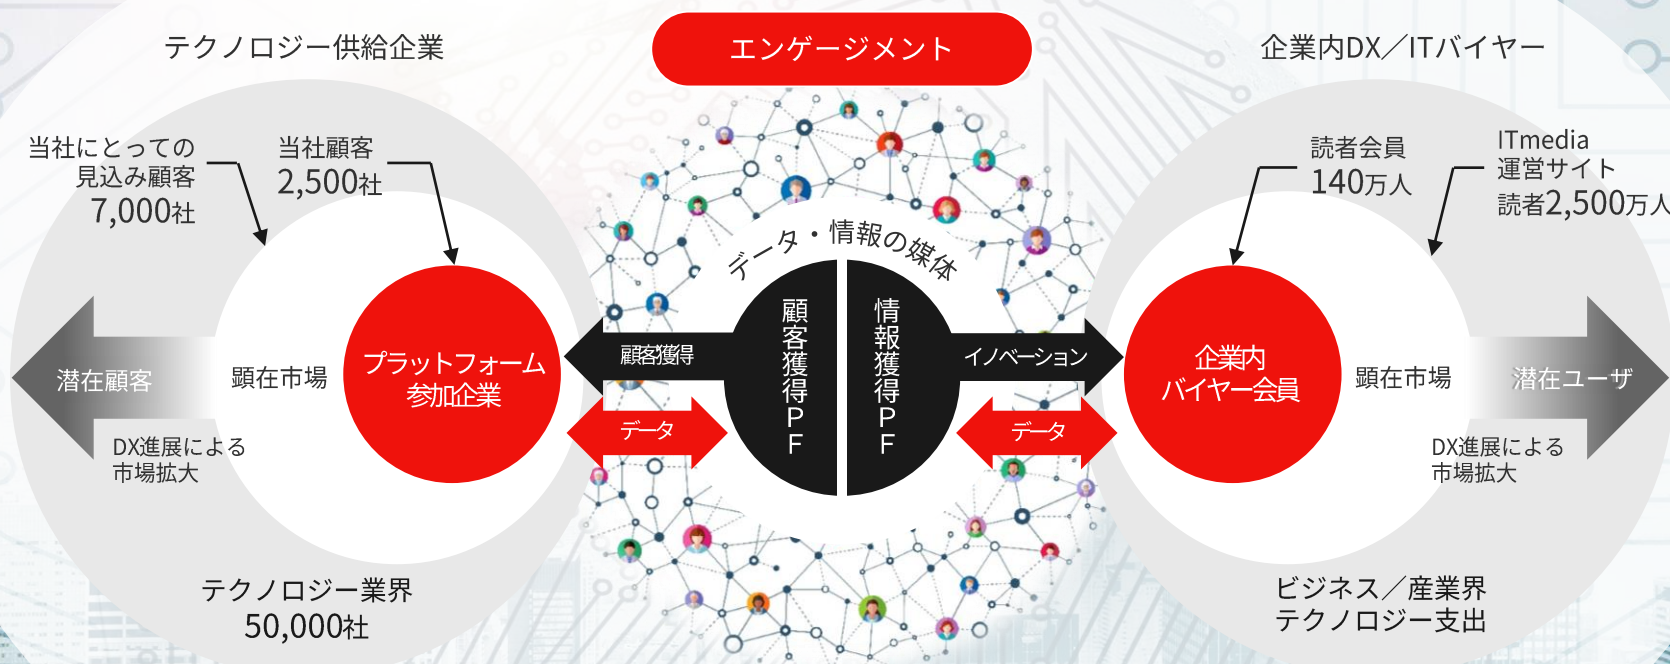 テクノロジー供給企業
エンゲージメント
企業内DX／ITバイヤー
当社にとっての
見込み顧客
7,000社
当社顧客
2,500社
読者会員
140万人
ITmedia
運営サイト
読者2,500万人
データ・情報の媒体
潜在顧客
顕在市場
プラットフォーム
参加企業
顧客獲得
データ
顧客獲得PF
情報獲得PF
イノベーション
データ
企業内
バイヤー会員
顕在市場
潜在ユーザ
DX進展による
市場拡大
DX進展による
市場拡大
テクノロジー業界
50,000社
ビジネス／産業界
テクノロジー支出